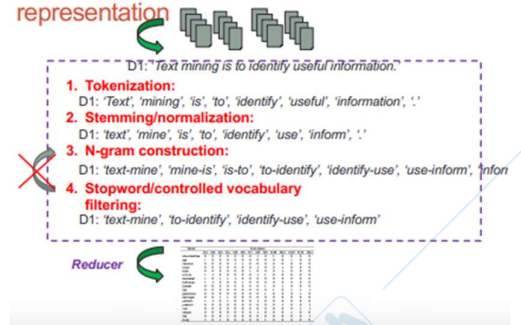 representation
D1: 'Text mining is to identify useful information.'
1. Tokenization:
D1: 'Text', 'mining', 'is', 'to', 'identify', 'useful', 'information', '.'
2. Stemming/normalization:
D1: 'text', 'mine', 'is', 'to', 'identify', 'use', 'inform', '.'
3. N-gram construction:
D1: 'text-mine', 'mine-is', 'is-to', 'to-identify', 'identify-use', 'use-inform', 'infor
4. Stopword/controlled vocabulary
filtering:
D1: 'text-mine', 'to-identify', 'identify-use', 'use-inform'
Reducer